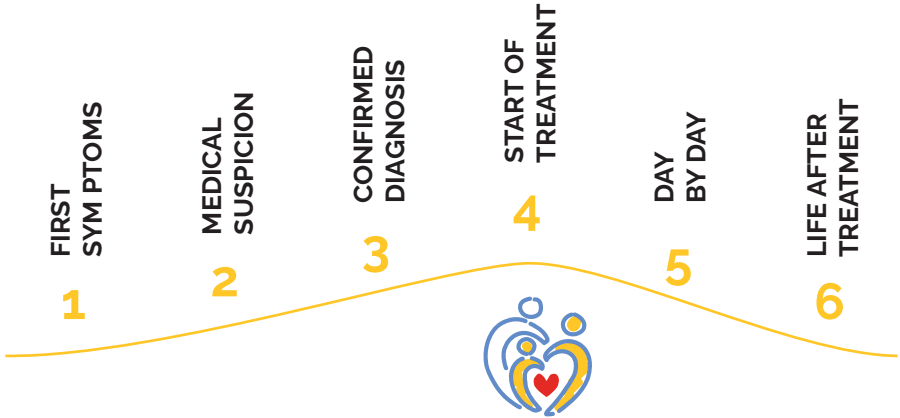 FIRST
SYM PTOMS
1
MEDICAL
SUSPICION
2
CONFIRMED
DIAGNOSIS
3
START OF
TREATMENT
4
DAY
BY DAY
5
LIFE AFTER
TREATMENT
6